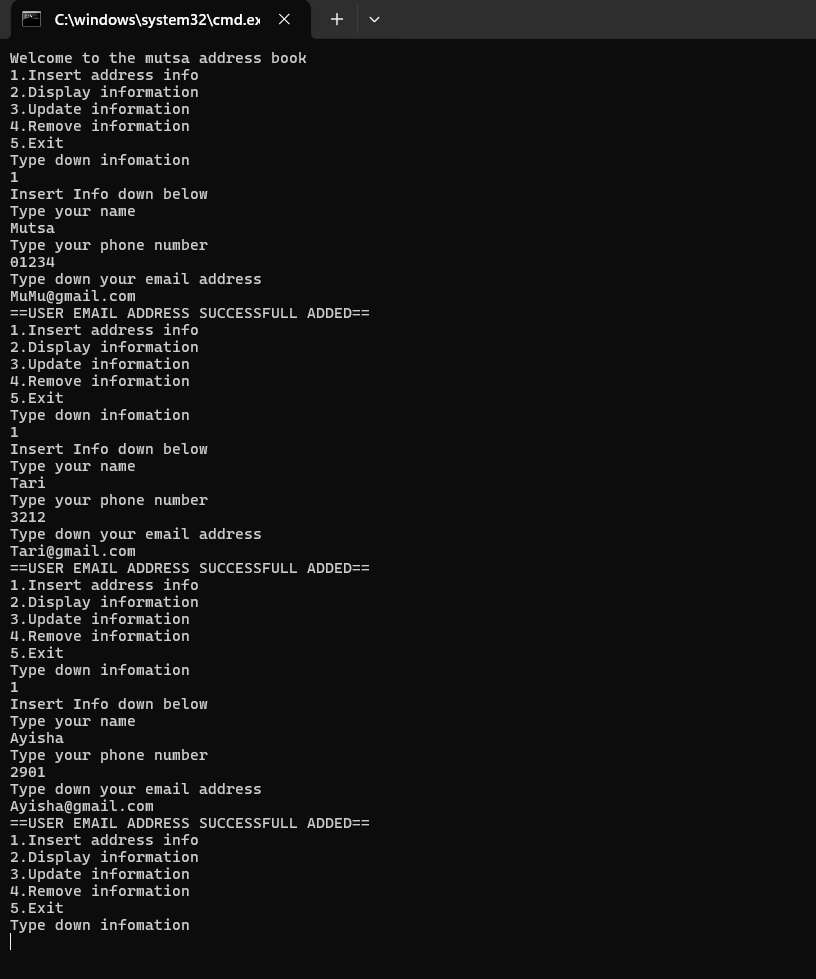 C:\windows\system32\cmd.ex
Welcome to the mutsa address book
1.Insert address info
2.Display information
3.Update information
4.Remove information
5.Exit
Type down infomation
1
Insert Info down below
Type your name
Mutsa
Type your phone number
01234
Type down your email address
MuMu@gmail.com
==USER EMAIL ADDRESS SUCCESSFULL ADDED==
1.Insert address info
2.Display information
3.Update information
4.Remove information
5.Exit
Type down infomation
1
Insert Info down below
Type your name
Tari
Type your phone number
3212
Type down your email address
Tari@gmail.com
==USER EMAIL ADDRESS SUCCESSFULL ADDED==
1.Insert address info
2.Display information
3.Update information
4.Remove information
5.Exit
Type down infomation
1
Insert Info down below
Type your name
Ayisha
Type your phone number
2901
Type down your email address
Ayisha@gmail.com
==USER EMAIL ADDRESS SUCCESSFULL ADDED==
1.Insert address info
2.Display information
3.Update information
4.Remove information
5.Exit
Type down infomation